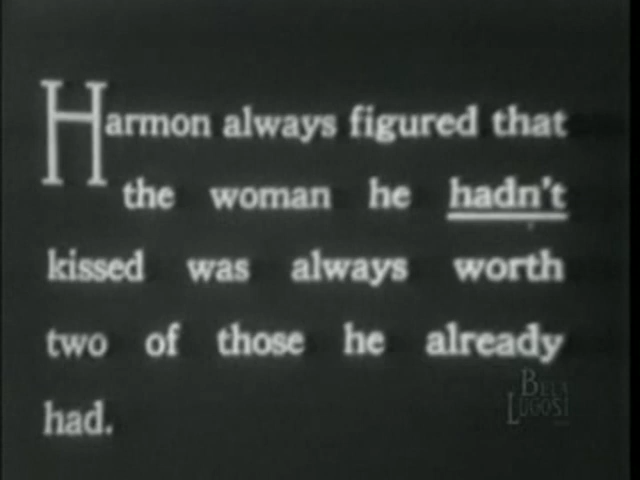 Harmon always figured that
the woman he hadn't
kissed was always worth
two of those he already
had.
BELA
LUGOSI